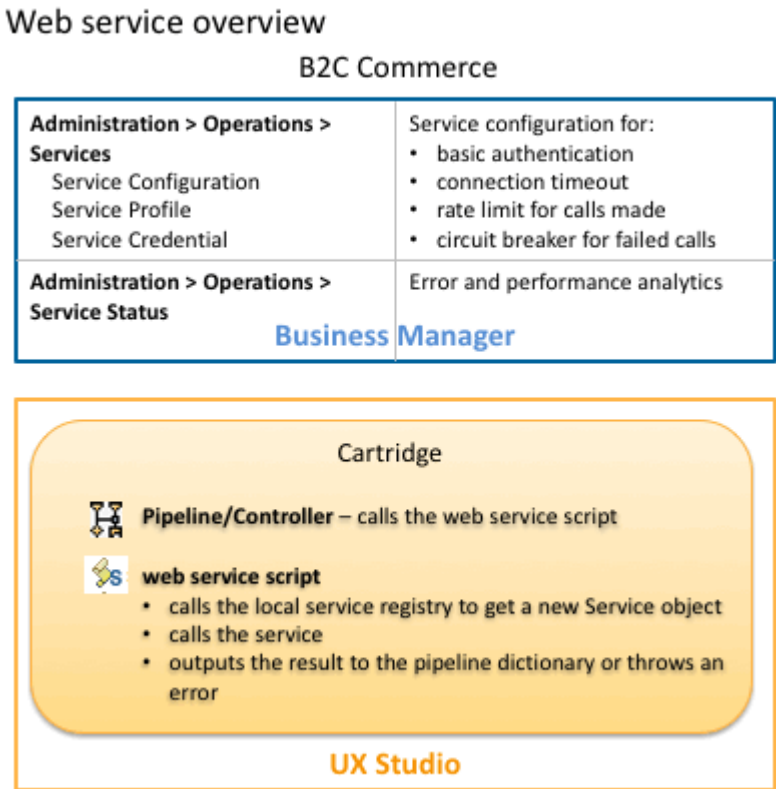 Web service overview
B2C Commerce
Administration > Operations >
Services
Service Configuration
Service Profile
Service Credential
Service configuration for:
• basic authentication
• connection timeout
• rate limit for calls made
• circuit breaker for failed calls
Administration > Operations >
Service Status
Error and performance analytics
Business Manager
Cartridge
Pipeline/Controller – calls the web service script
S
web service script
• calls the local service registry to get a new Service object
• calls the service
• outputs the result to the pipeline dictionary or throws an
error
UX Studio